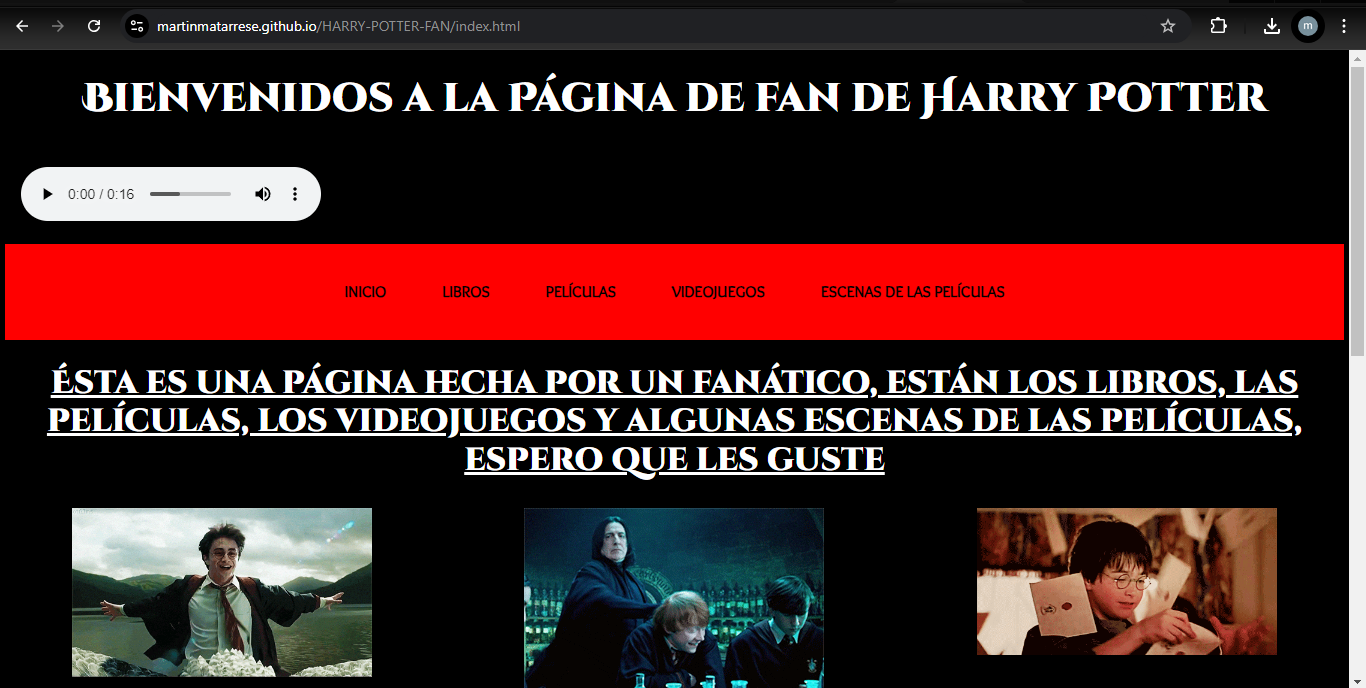 martinmatarrese.github.io/HARRY-POTTER-FAN/index.html
m
Bienvenidos a la Página de fan de Harry Potter
0:00 / 0:16
INICIO LIBROS PELÍCULAS VIDEOJUEGOS ESCENAS DE LAS PELÍCULAS
Ésta es una página hecha por un fanático, están los libros, las
películas, los videojuegos y algunas escenas de las películas,
espero que les guste